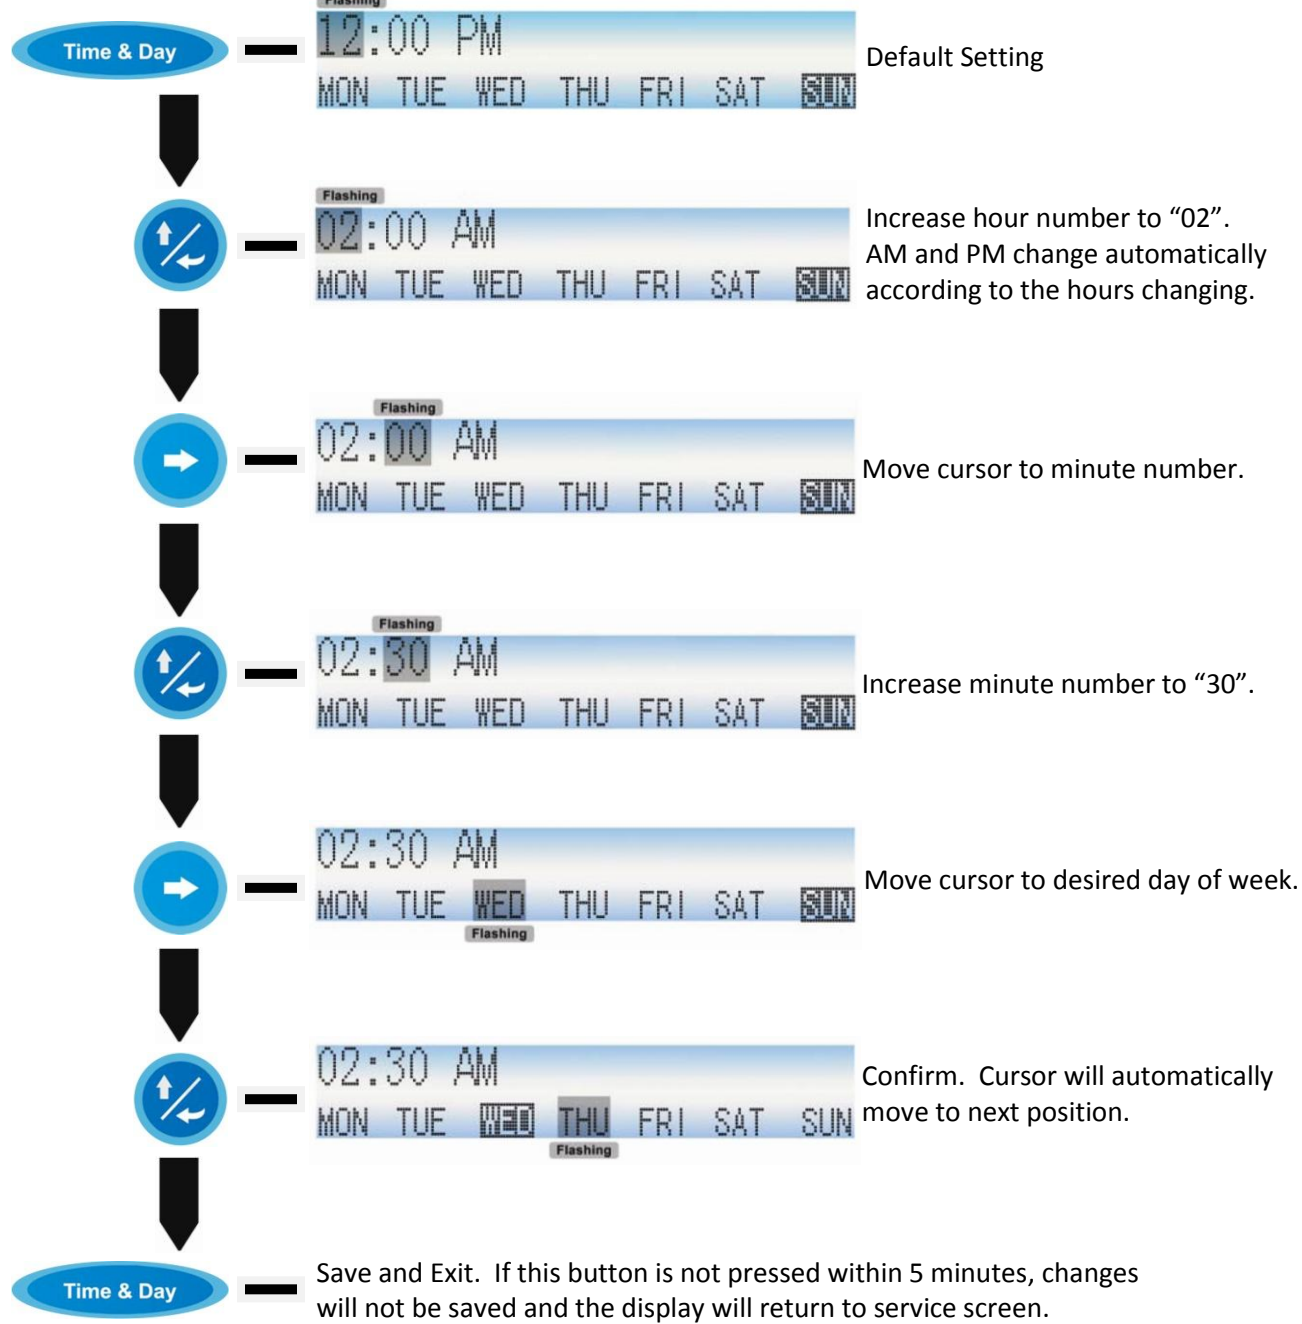 Flashing
Time & Day
12:00 PM
MON TUE WED THU FRI SAT SUN
Default Setting
Flashing
02:00 AM
MON TUE WED THU FRI SAT SUN
Increase hour number to “02”.
AM and PM change automatically
according to the hours changing.
Flashing
02:00 AM
MON TUE WED THU FRI SAT SUN
Move cursor to minute number.
Flashing
02:30 AM
MON TUE WED THU FRI SAT SUN
Increase minute number to “30”.
02:30 AM
MON TUE WED THU FRI SAT SUN
Flashing
Move cursor to desired day of week.
02:30 AM
MON TUE WED THU FRI SAT SUN
Flashing
Confirm. Cursor will automatically
move to next position.
Time & Day
Save and Exit. If this button is not pressed within 5 minutes, changes
will not be saved and the display will return to service screen.